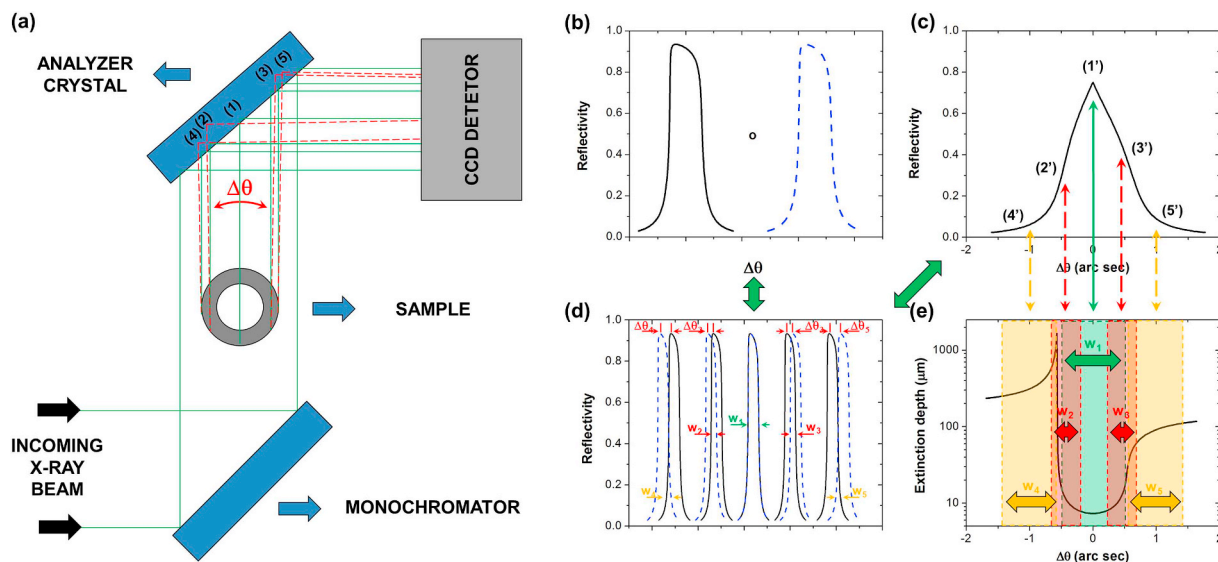 (a)
ANALYZER
CRYSTAL
(5)
(3)
(1)
(2)
(4)
Δθ
CCD DETETOR
SAMPLE
INCOMING
X-RAY
BEAM
MONOCHROMATOR
(b)
1.0
0.8
0.6
0.4
0.2
0.0
Reflectivity
o
Δθ
(c)
1.0
0.8
0.6
0.4
0.2
0.0
Reflectivity
(1')
(2')
(3')
(4')
(5')
-2
-1
0
1
2
Δθ (arc sec)
(d)
1.0
0.8
0.6
0.4
0.2
0.0
Reflectivity
Δθ
Δθ
Δθ
Δθ5
w1
w2
w3
w5
(e)
1000
100
10
Extinction depth (μm)
w1
w2
w3
w4
w5
-2
-1
0
1
2
Δθ (arc sec)